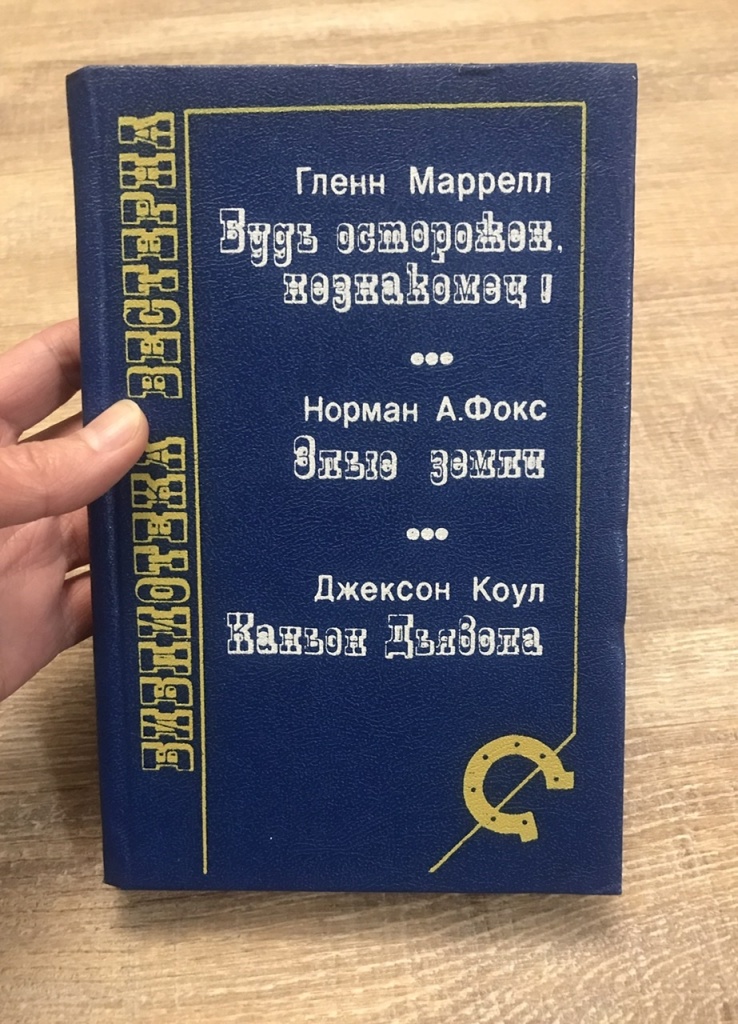 БИБЛИОТЕКА ВЕСТЕРНА
Гленн Маррелл
Будь осторожен,
незнакомец!
Норман А.Фокс
Злые земли
Джексон Коул
Каньон Дьявола